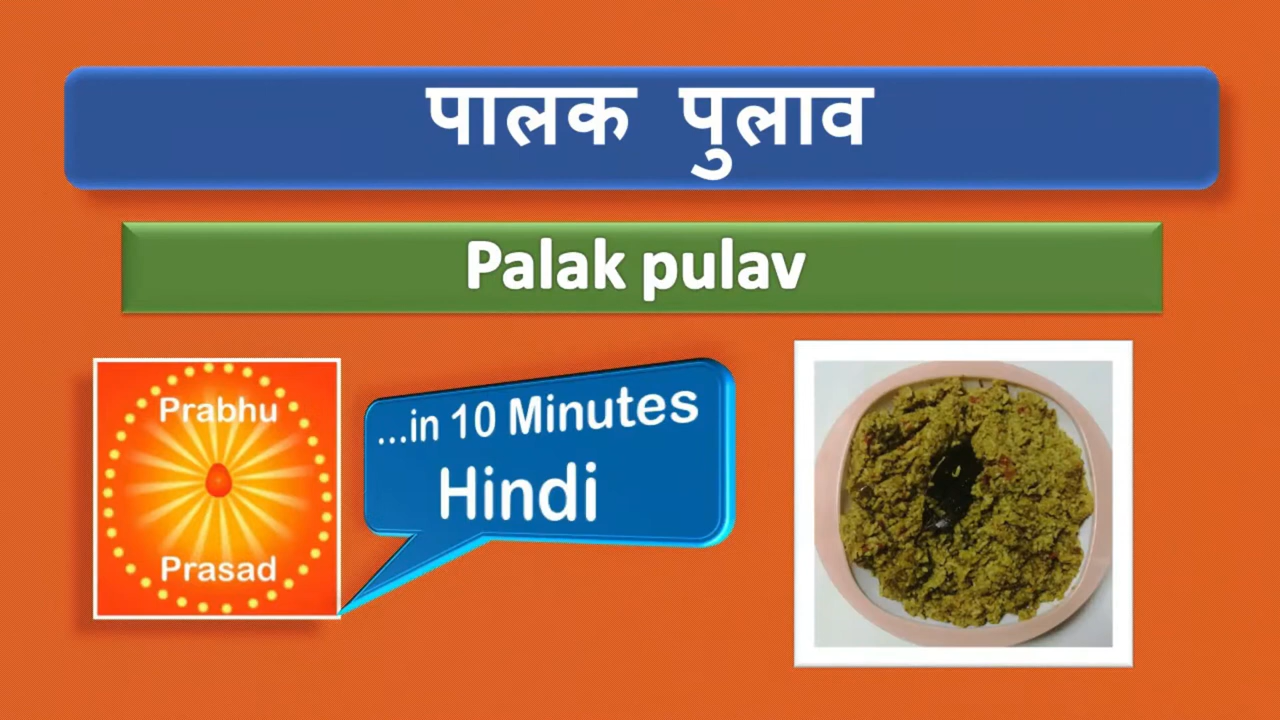 पालक पुलाव
Palak pulav
Prabhu
Prasad
...in 10 Minutes
Hindi